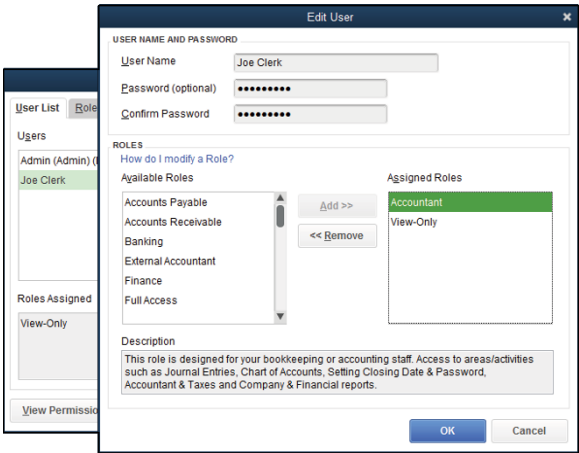 Edit User
USER NAME AND PASSWORD
User Name Joe Clerk
Password (optional) •••••••••
Confirm Password •••••••••
ROLES
How do I modify a Role?
Available Roles
Accounts Payable
Accounts Receivable
Banking
External Accountant
Finance
Full Access
Add >>
<< Remove
Assigned Roles
Accountant
View-Only
Description
This role is designed for your bookkeeping or accounting staff. Access to areas/activities
such as Journal Entries, Chart of Accounts, Setting Closing Date & Password,
Accountant & Taxes and Company & Financial reports.
OK Cancel
User List Role
Users
Admin (Admin) (
Joe Clerk
Roles Assigned
View-Only
View Permissio